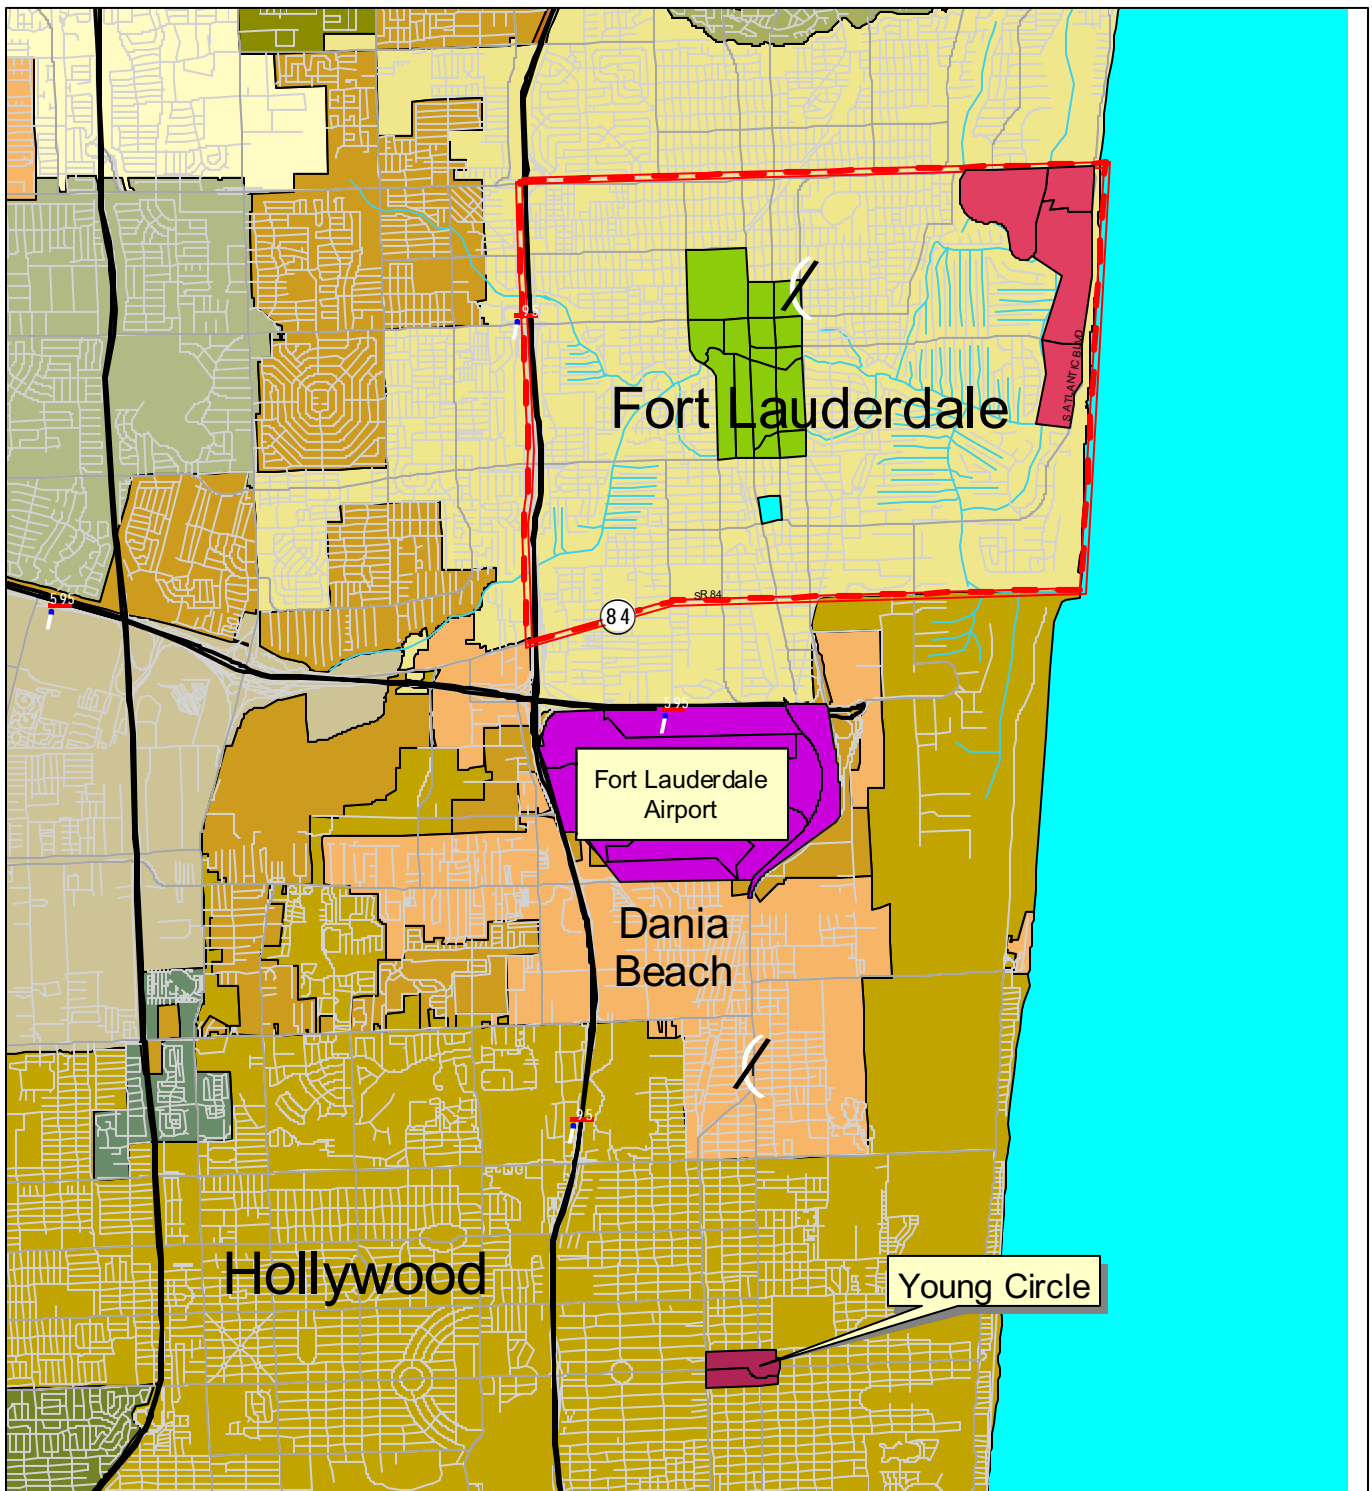 95
S ATLANTIC BLVD
Fort Lauderdale
595
SR 84
84
595
Fort Lauderdale
Airport
Dania
Beach
95
Hollywood
Young Circle